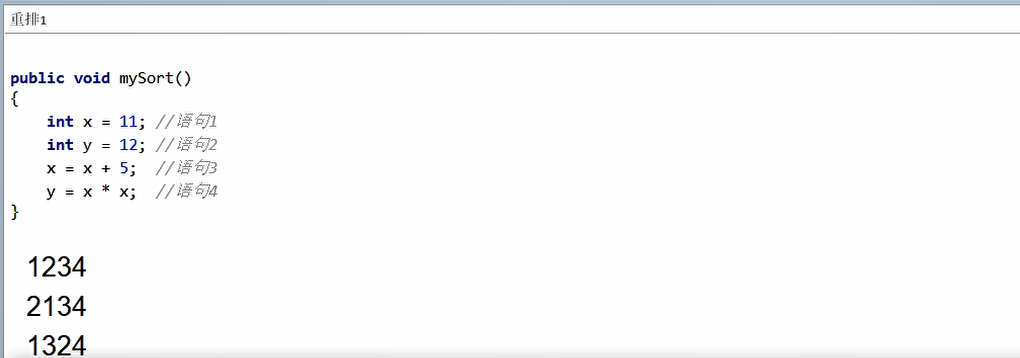 重排1
public void mySort()
{
int x = 11; //语句1
int y = 12; //语句2
x = x + 5; //语句3
y = x * x; //语句4
}
1234
2134
1324